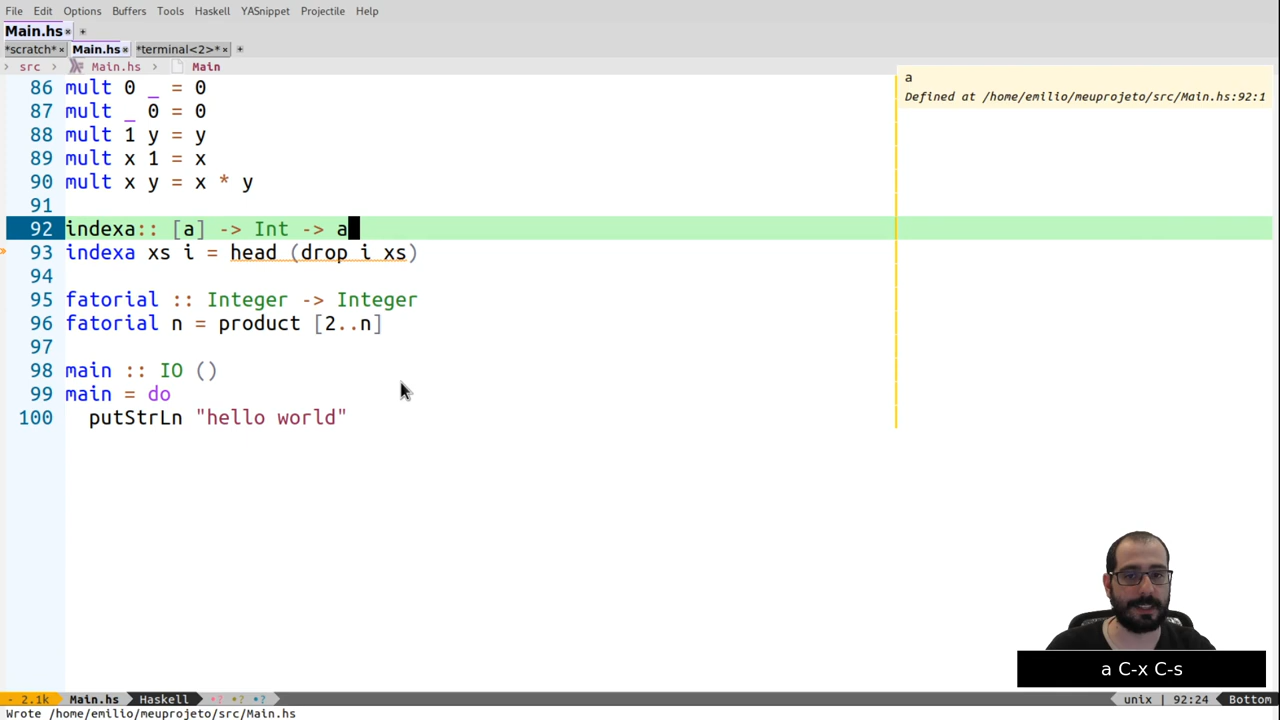 File Edit Options Buffers Tools Haskell YASnippet Projectile Help
Main.hs
*scratch* Main.hs *terminal<2>*
src > Main.hs > Main
86 mult 0 _ = 0
87 mult _ 0 = 0
88 mult 1 y = y
89 mult x 1 = x
90 mult x y = x * y
91
92 indexa:: [a] -> Int -> a
93 indexa xs i = head (drop i xs)
94
95 fatorial :: Integer -> Integer
96 fatorial n = product [2..n]
97
98 main :: IO ()
99 main = do
100 putStrLn "hello world"
a
Defined at /home/emilio/meuprojeto/src/Main.hs:92:1
a C-x C-s
- 2.1k Main.hs Haskell *? *? *? unix | 92:24 Bottom
Wrote /home/emilio/meuprojeto/src/Main.hs